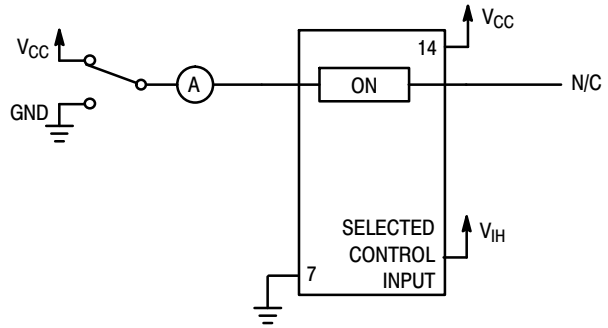 VCC
GND
A
ON
14
VCC
N/C
SELECTED
CONTROL
INPUT
VIH
7